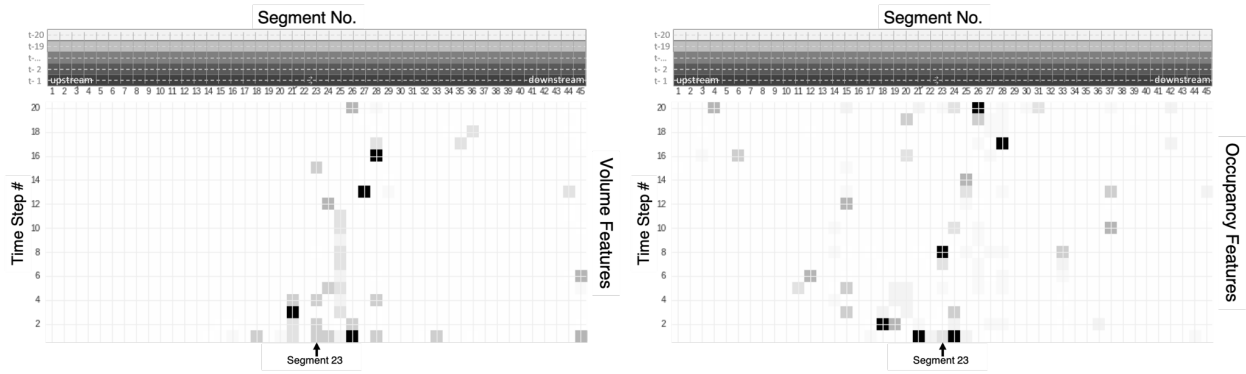 Segment No.
t-20
t-19
t-...
t- 2
t- 1
upstream
downstream
1 2 3 4 5 6 7 8 9 10 11 12 13 14 15 16 17 18 19 20 21 22 23 24 25 26 27 28 29 30 31 32 33 34 35 36 37 38 39 40 41 42 43 44 45
20
18
16
14
12
10
8
6
4
2
Time Step #
Volume Features
Segment 23
Segment No.
t-20
t-19
t-...
t- 2
t- 1
upstream
downstream
1 2 3 4 5 6 7 8 9 10 11 12 13 14 15 16 17 18 19 20 21 22 23 24 25 26 27 28 29 30 31 32 33 34 35 36 37 38 39 40 41 42 43 44 45
20
18
16
14
12
10
8
6
4
2
Time Step #
Occupancy Features
Segment 23